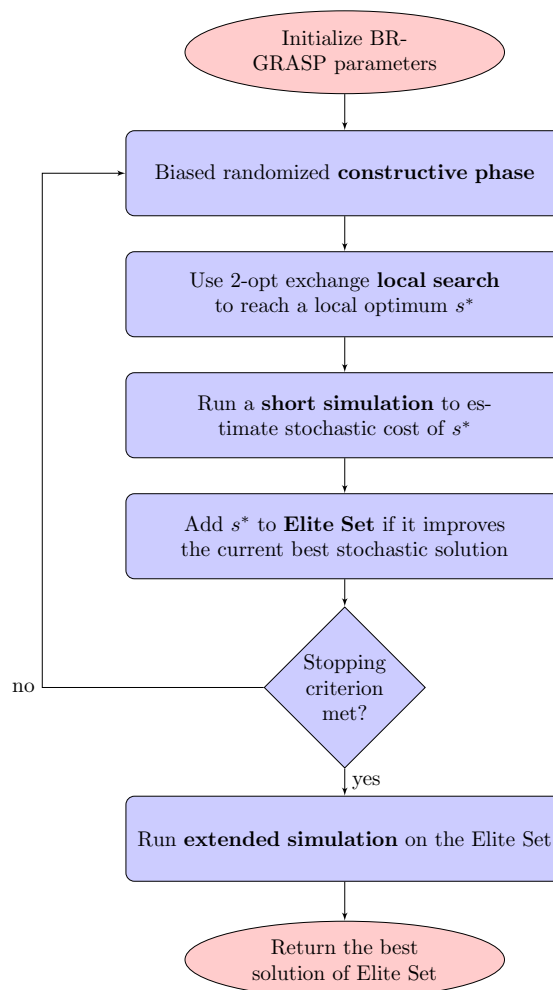 Initialize BR-
GRASP parameters
Biased randomized constructive phase
Use 2-opt exchange local search
to reach a local optimum s*
Run a short simulation to es-
timate stochastic cost of s*
Add s* to Elite Set if it improves
the current best stochastic solution
Stopping
criterion
met?
no
yes
Run extended simulation on the Elite Set
Return the best
solution of Elite Set